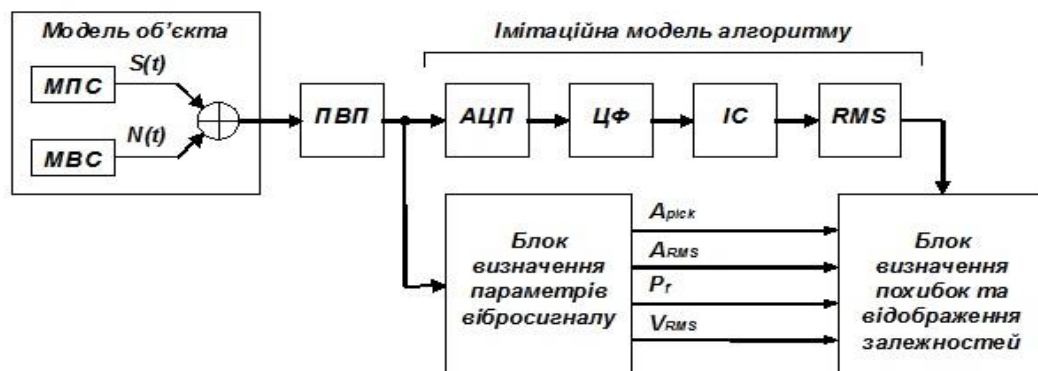 Модель об’єкта
Імітаційна модель алгоритму
S(t)
МПС
ПВП
АЦП
ЦФ
ІС
RMS
N(t)
МВС
Блок
визначення
параметрів
вібросигналу
Apick
ARMS
Pf
VRMS
Блок
визначення
похибок та
відображення
залежностей